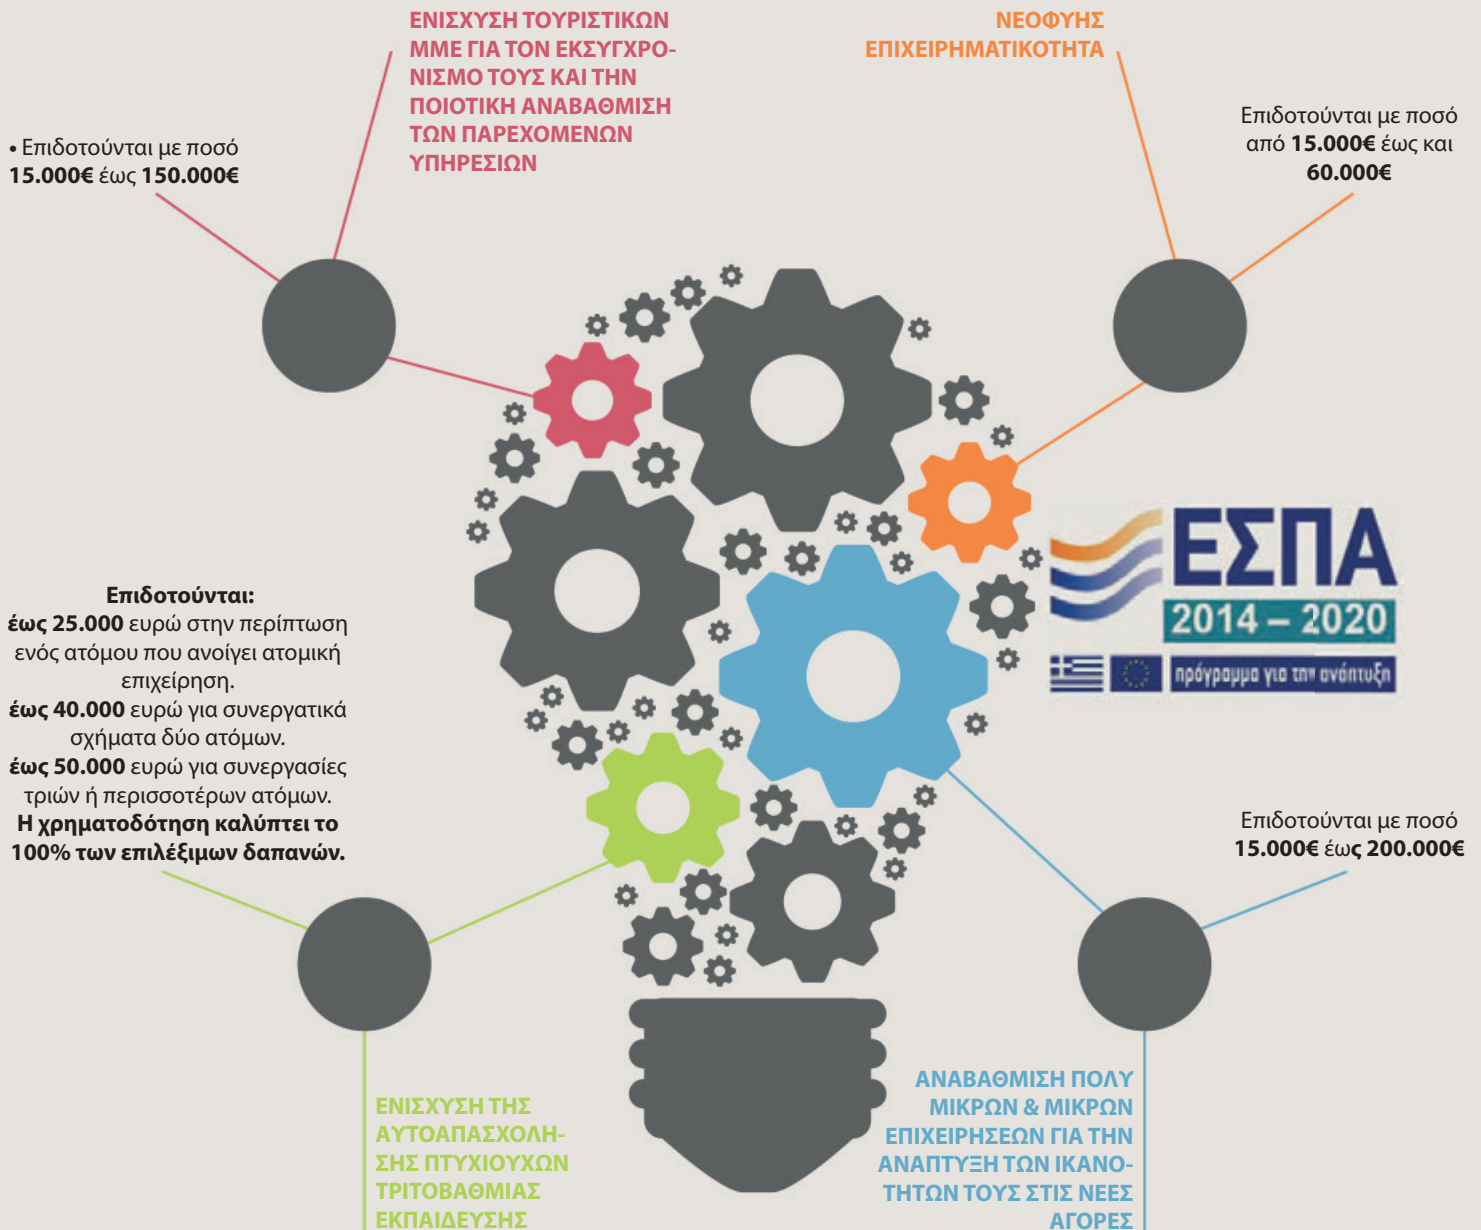 ΕΝΙΣΧΥΣΗ ΤΟΥΡΙΣΤΙΚΩΝ
ΜΜΕ ΓΙΑ ΤΟΝ ΕΚΣΥΓΧΡΟ-
ΝΙΣΜΟ ΤΟΥΣ ΚΑΙ ΤΗΝ
ΠΟΙΟΤΙΚΗ ΑΝΑΒΑΘΜΙΣΗ
ΤΩΝ ΠΑΡΕΧΟΜΕΝΩΝ
ΥΠΗΡΕΣΙΩΝ
• Επιδοτούνται με ποσό
15.000€ έως 150.000€
ΝΕΟΦΥΗΣ
ΕΠΙΧΕΙΡΗΜΑΤΙΚΟΤΗΤΑ
Επιδοτούνται με ποσό
από 15.000€ έως και
60.000€
ΕΣΠΑ
2014 – 2020
πρόγραμμα για την ανάπτυξη
Επιδοτούνται:
έως 25.000 ευρώ στην περίπτωση
ενός ατόμου που ανοίγει ατομική
επιχείρηση.
έως 40.000 ευρώ για συνεργατικά
σχήματα δύο ατόμων.
έως 50.000 ευρώ για συνεργασίες
τριών ή περισσοτέρων ατόμων.
Η χρηματοδότηση καλύπτει το
100% των επιλέξιμων δαπανών.
Επιδοτούνται με ποσό
15.000€ έως 200.000€
ΕΝΙΣΧΥΣΗ ΤΗΣ
ΑΥΤΟΑΠΑΣΧΟΛΗ-
ΣΗΣ ΠΤΥΧΙΟΥΧΩΝ
ΤΡΙΤΟΒΑΘΜΙΑΣ
ΕΚΠΑΙΔΕΥΣΗΣ
ΑΝΑΒΑΘΜΙΣΗ ΠΟΛΥ
ΜΙΚΡΩΝ & ΜΙΚΡΩΝ
ΕΠΙΧΕΙΡΗΣΕΩΝ ΓΙΑ ΤΗΝ
ΑΝΑΠΤΥΞΗ ΤΩΝ ΙΚΑΝΟ-
ΤΗΤΩΝ ΤΟΥΣ ΣΤΙΣ ΝΕΕΣ
ΑΓΟΡΕΣ